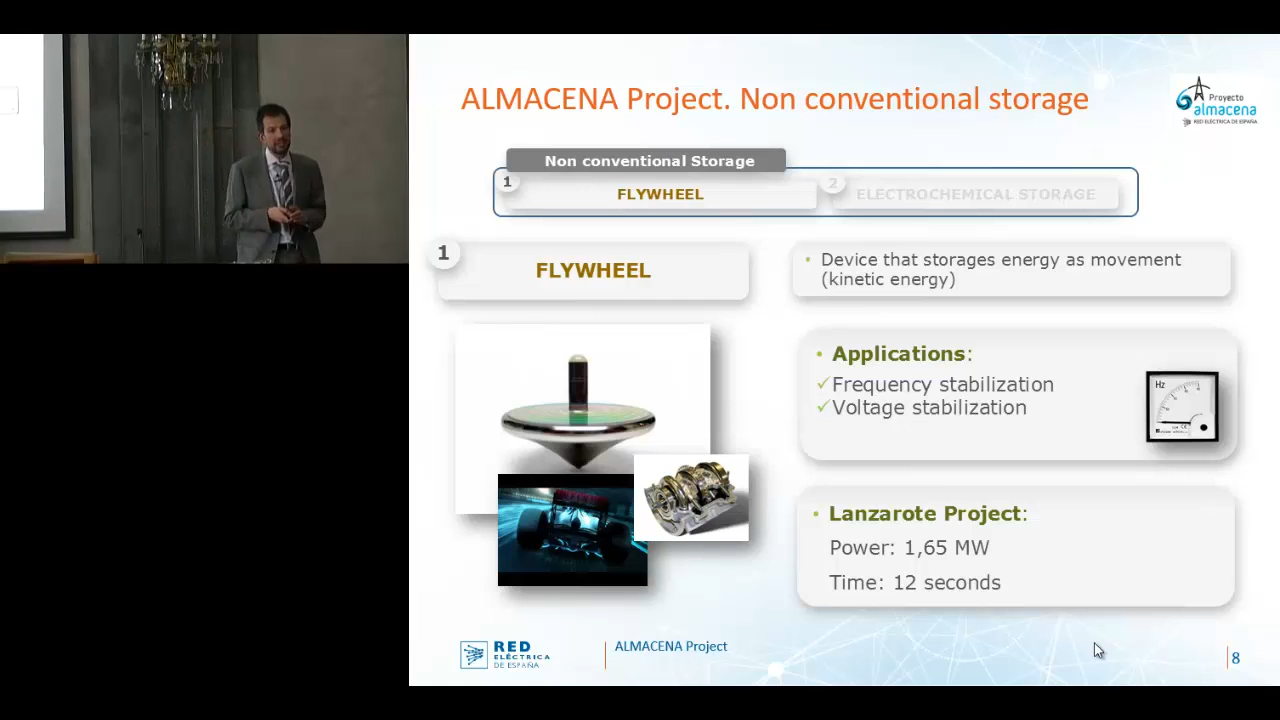 ALMACENA Project. Non conventional storage
Proyecto
almacena
RED ELÉCTRICA DE ESPAÑA
Non conventional Storage
1
FLYWHEEL
2
ELECTROCHEMICAL STORAGE
1
FLYWHEEL
• Device that storages energy as movement
(kinetic energy)
• Applications:
✓Frequency stabilization
✓Voltage stabilization
Hz
• Lanzarote Project:
Power: 1,65 MW
Time: 12 seconds
RED
ELÉCTRICA
DE ESPAÑA
ALMACENA Project
8